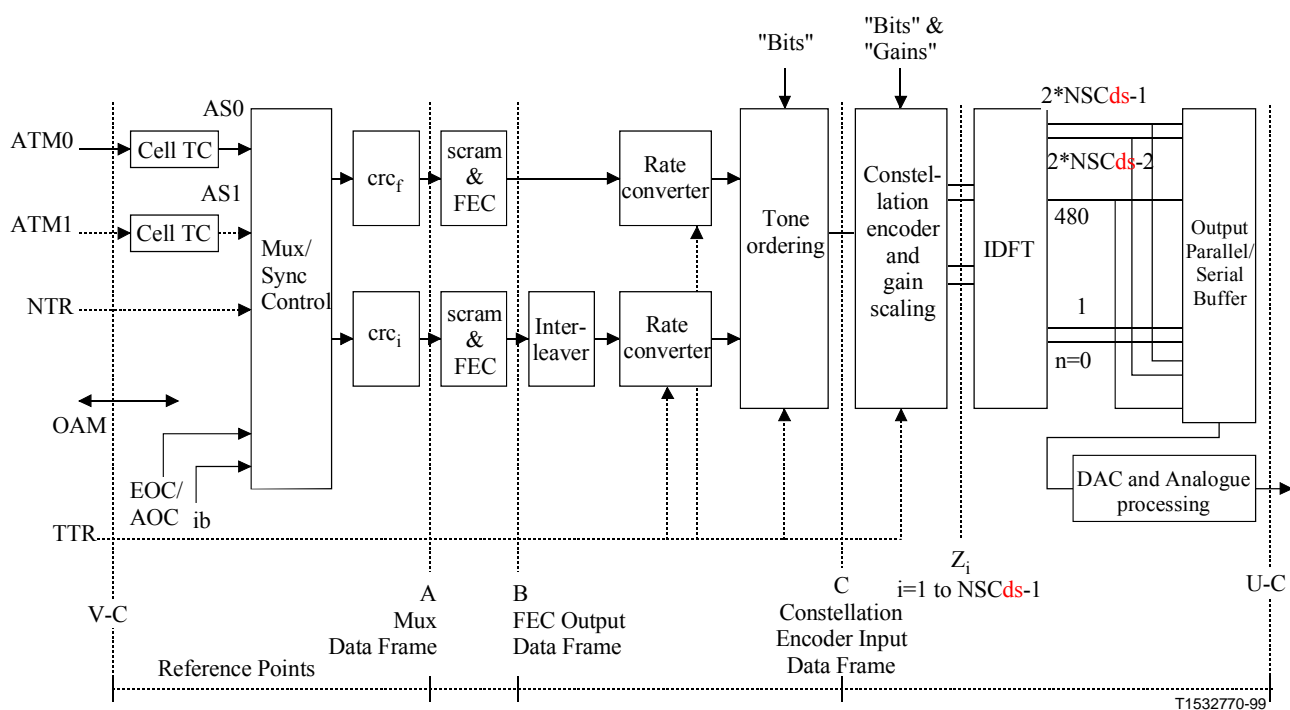 "Bits"
"Bits" &
"Gains"
AS0
2*NSCds-1
ATM0
Cell TC
crcf
scram
&
FEC
Rate
converter
2*NSCds-2
AS1
ATM1
Cell TC
Mux/
Sync
Control
Tone
ordering
Constel-
lation
encoder
and
gain
scaling
IDFT
480
Output
Parallel/
Serial
Buffer
NTR
crci
scram
&
FEC
Inter-
leaver
Rate
converter
1
n=0
OAM
EOC/
AOC
ib
DAC and Analogue
processing
TTR
V-C
A
Mux
Data Frame
B
FEC Output
Data Frame
C
Constellation
Encoder Input
Data Frame
Zi
i=1 to NSCds-1
U-C
Reference Points
T1532770-99